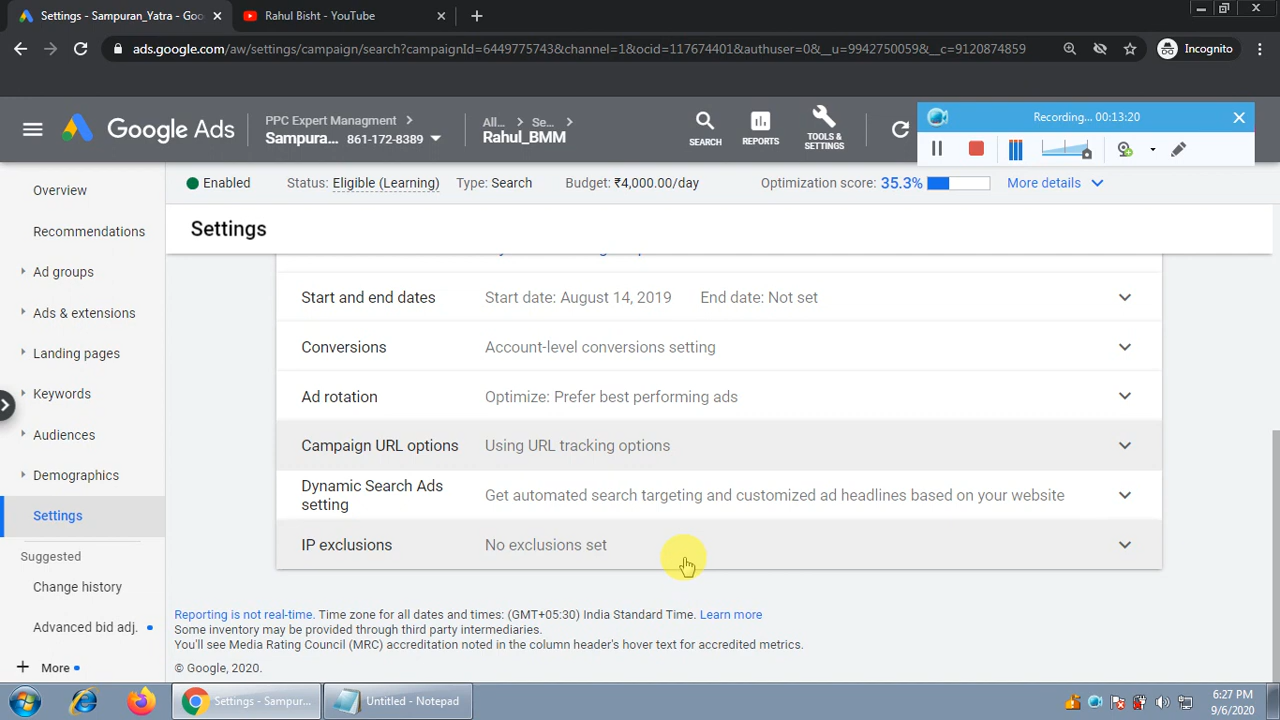 Settings - Sampuran_Yatra - Goo
Rahul Bisht - YouTube
ads.google.com/aw/settings/campaign/search?campaignId=6449775743&channel=1&ocid=117674401&authuser=0&__u=9942750059&__c=9120874859
Incognito
Google Ads
PPC Expert Managment
Sampura...
861-172-8389
All...
Se...
Rahul_BMM
SEARCH
REPORTS
TOOLS &
SETTINGS
Recording... 00:13:20
Enabled
Status: Eligible (Learning)
Type: Search
Budget: ₹4,000.00/day
Optimization score: 35.3%
More details
Settings
Overview
Recommendations
Ad groups
Ads & extensions
Landing pages
Keywords
Audiences
Demographics
Settings
Suggested
Change history
Advanced bid adj.
More
Start and end dates
Start date: August 14, 2019
End date: Not set
Conversions
Account-level conversions setting
Ad rotation
Optimize: Prefer best performing ads
Campaign URL options
Using URL tracking options
Dynamic Search Ads
setting
Get automated search targeting and customized ad headlines based on your website
IP exclusions
No exclusions set
Reporting is not real-time. Time zone for all dates and times: (GMT+05:30) India Standard Time. Learn more
Some inventory may be provided through third party intermediaries.
You'll see Media Rating Council (MRC) accreditation noted in the column header's hover text for accredited metrics.
© Google, 2020.
Settings - Sampur...
Untitled - Notepad
6:27 PM
9/6/2020